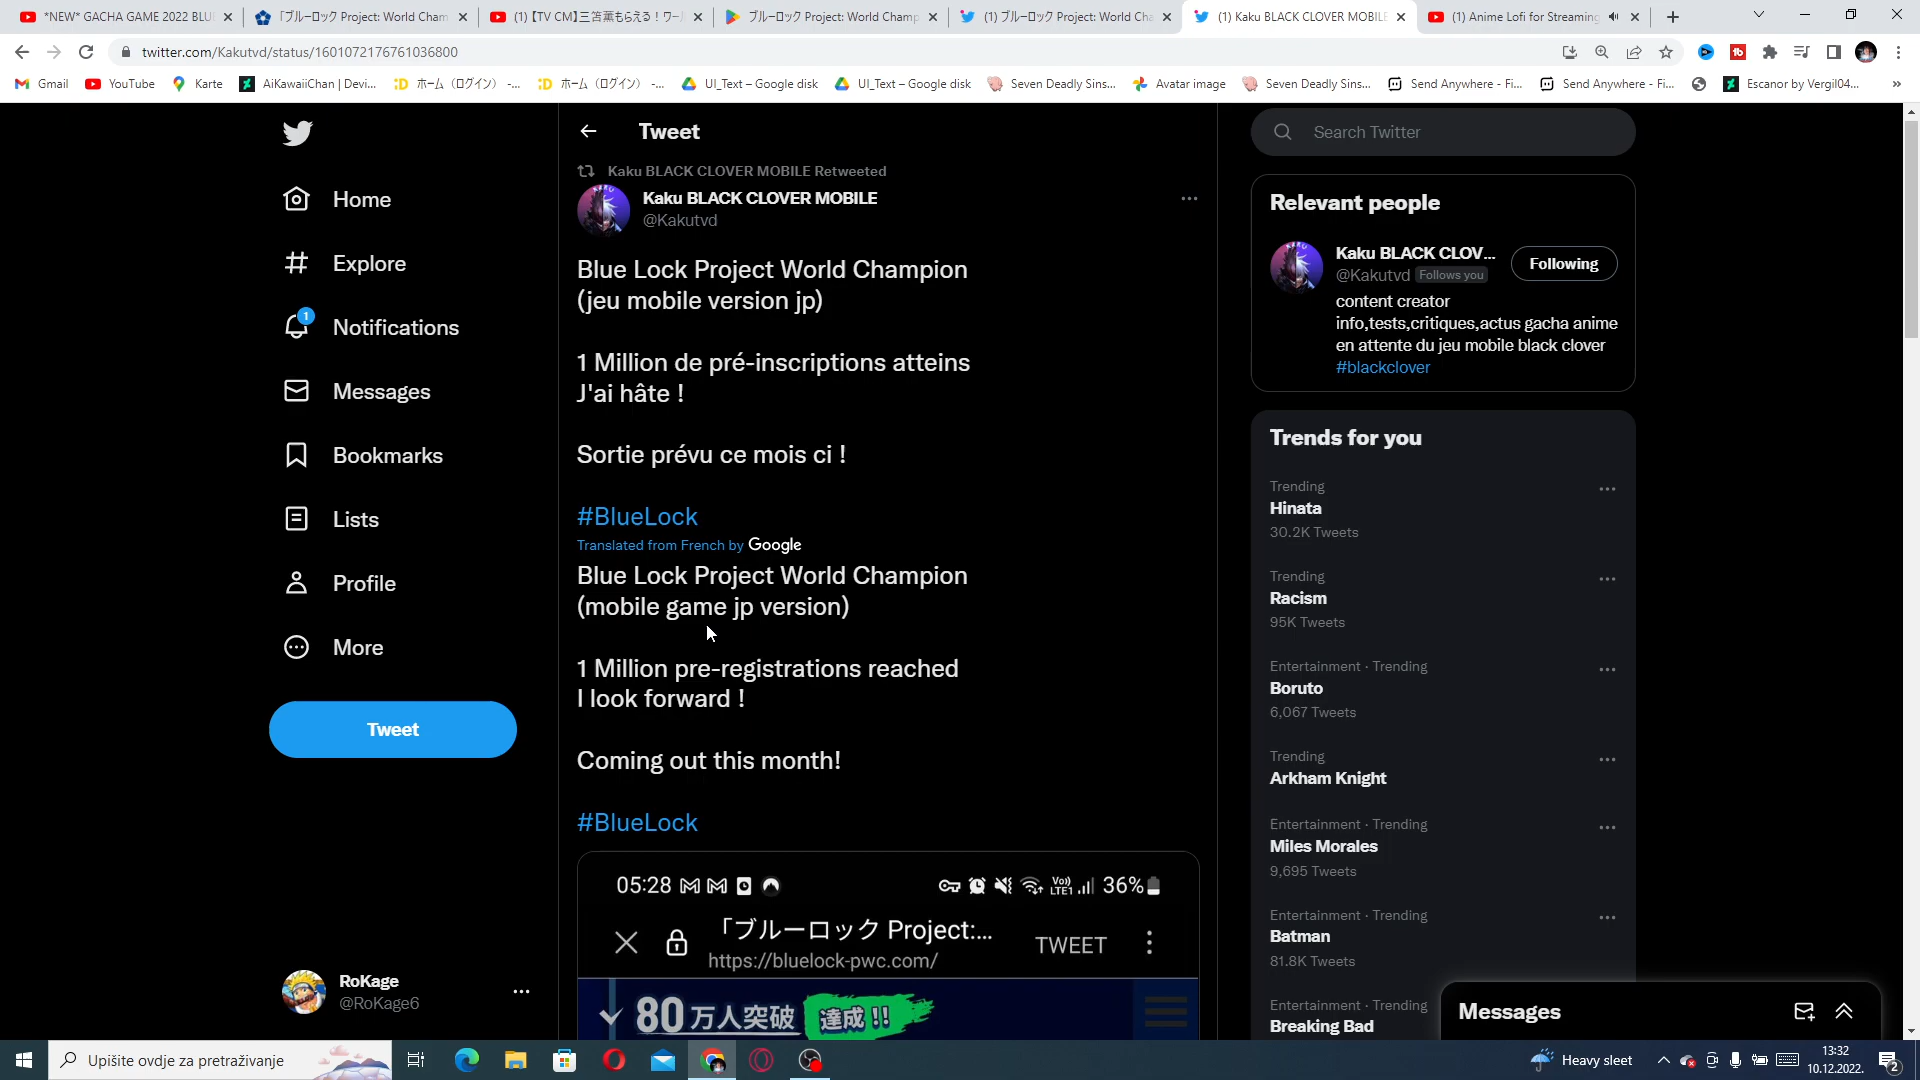 *NEW* GACHA GAME 2022 BLU
「ブルーロック Project: World Cham
(1) 【TV CM】三笘薫もらえる！ワー
ブルーロック Project: World Champ
(1) ブルーロック Project: World Cha
(1) Kaku BLACK CLOVER MOBILE
(1) Anime Lofi for Streaming
twitter.com/Kakutvd/status/1601072176761036800
Gmail
YouTube
Karte
AiKawaiiChan | Devi...
ホーム（ログイン） -...
ホーム（ログイン） -...
UI_Text – Google disk
UI_Text – Google disk
Seven Deadly Sins...
Avatar image
Seven Deadly Sins...
Send Anywhere - Fi...
Send Anywhere - Fi...
Escanor by Vergil04...
Home
Explore
1
Notifications
Messages
Bookmarks
Lists
Profile
More
Tweet
RoKage
@RoKage6
Tweet
Kaku BLACK CLOVER MOBILE Retweeted
Kaku BLACK CLOVER MOBILE
@Kakutvd
Blue Lock Project World Champion
(jeu mobile version jp)
1 Million de pré-inscriptions atteins
J'ai hâte !
Sortie prévu ce mois ci !
#BlueLock
Translated from French by Google
Blue Lock Project World Champion
(mobile game jp version)
1 Million pre-registrations reached
I look forward !
Coming out this month!
#BlueLock
05:28
Vo) LTE1
36%
「ブルーロック Project:...
https://bluelock-pwc.com/
TWEET
80万人突破 達成!!
Search Twitter
Relevant people
Kaku BLACK CLOV...
@Kakutvd Follows you
Following
content creator
info,tests,critiques,actus gacha anime
en attente du jeu mobile black clover
#blackclover
Trends for you
Trending
Hinata
30.2K Tweets
Trending
Racism
95K Tweets
Entertainment · Trending
Boruto
6,067 Tweets
Trending
Arkham Knight
Entertainment · Trending
Miles Morales
9,695 Tweets
Entertainment · Trending
Batman
81.8K Tweets
Entertainment · Trending
Breaking Bad
Messages
Upišite ovdje za pretraživanje
Heavy sleet
13:32
10.12.2022.
2